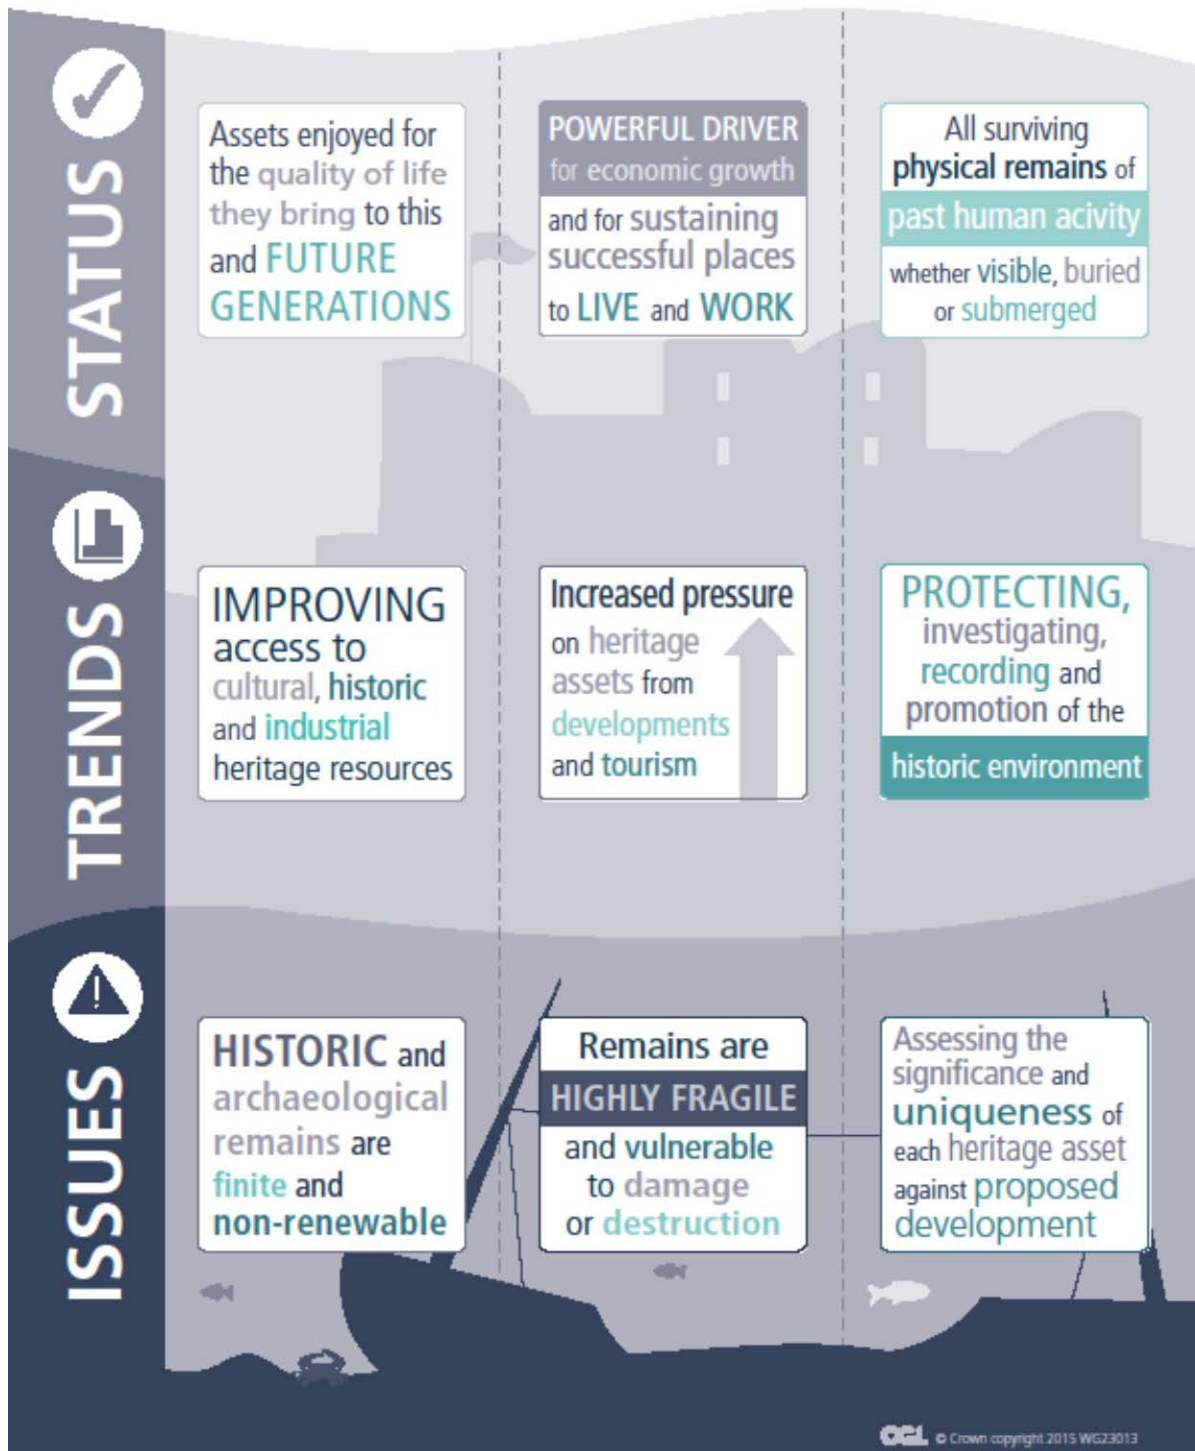 STATUS
Assets enjoyed for
the quality of life
they bring to this
and FUTURE
GENERATIONS
POWERFUL DRIVER
for economic growth
and for sustaining
successful places
to LIVE and WORK
All surviving
physical remains of
past human acivity
whether visible, buried
or submerged
TRENDS
IMPROVING
access to
cultural, historic
and industrial
heritage resources
Increased pressure
on heritage
assets from
developments
and tourism
PROTECTING,
investigating,
recording and
promotion of the
historic environment
ISSUES
HISTORIC and
archaeological
remains are
finite and
non-renewable
Remains are
HIGHLY FRAGILE
and vulnerable
to damage
or destruction
Assessing the
significance and
uniqueness of
each heritage asset
against proposed
development
OGL © Crown copyright 2015 WG23013